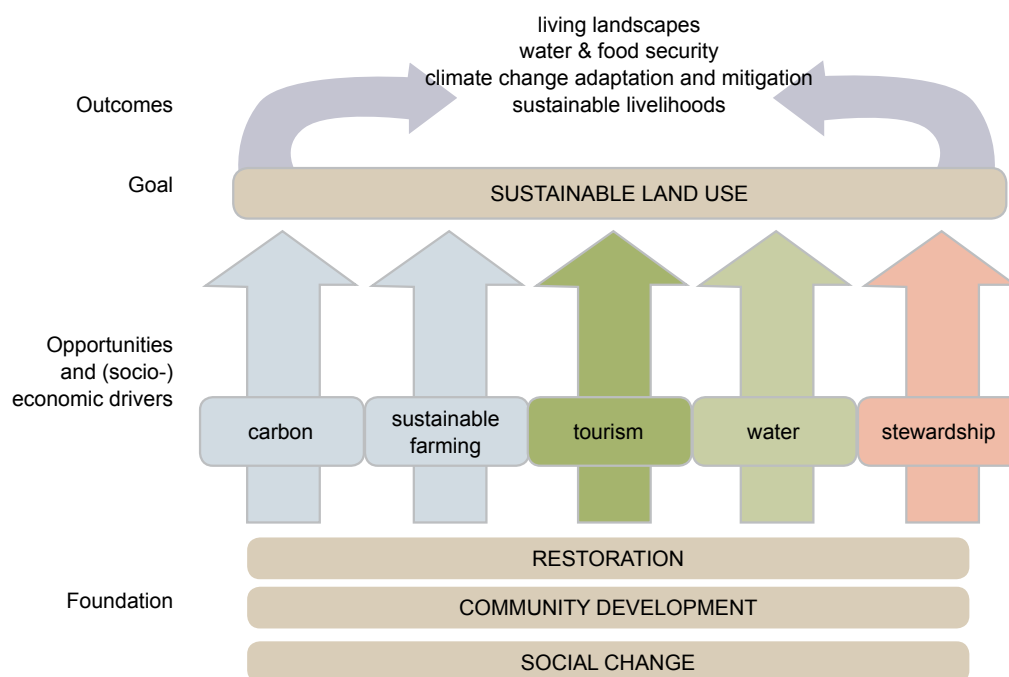 living landscapes
water & food security
climate change adaptation and mitigation
sustainable livelihoods
Outcomes
Goal
SUSTAINABLE LAND USE
Opportunities
and (socio-)
economic drivers
carbon
sustainable
farming
tourism
water
stewardship
RESTORATION
Foundation
COMMUNITY DEVELOPMENT
SOCIAL CHANGE